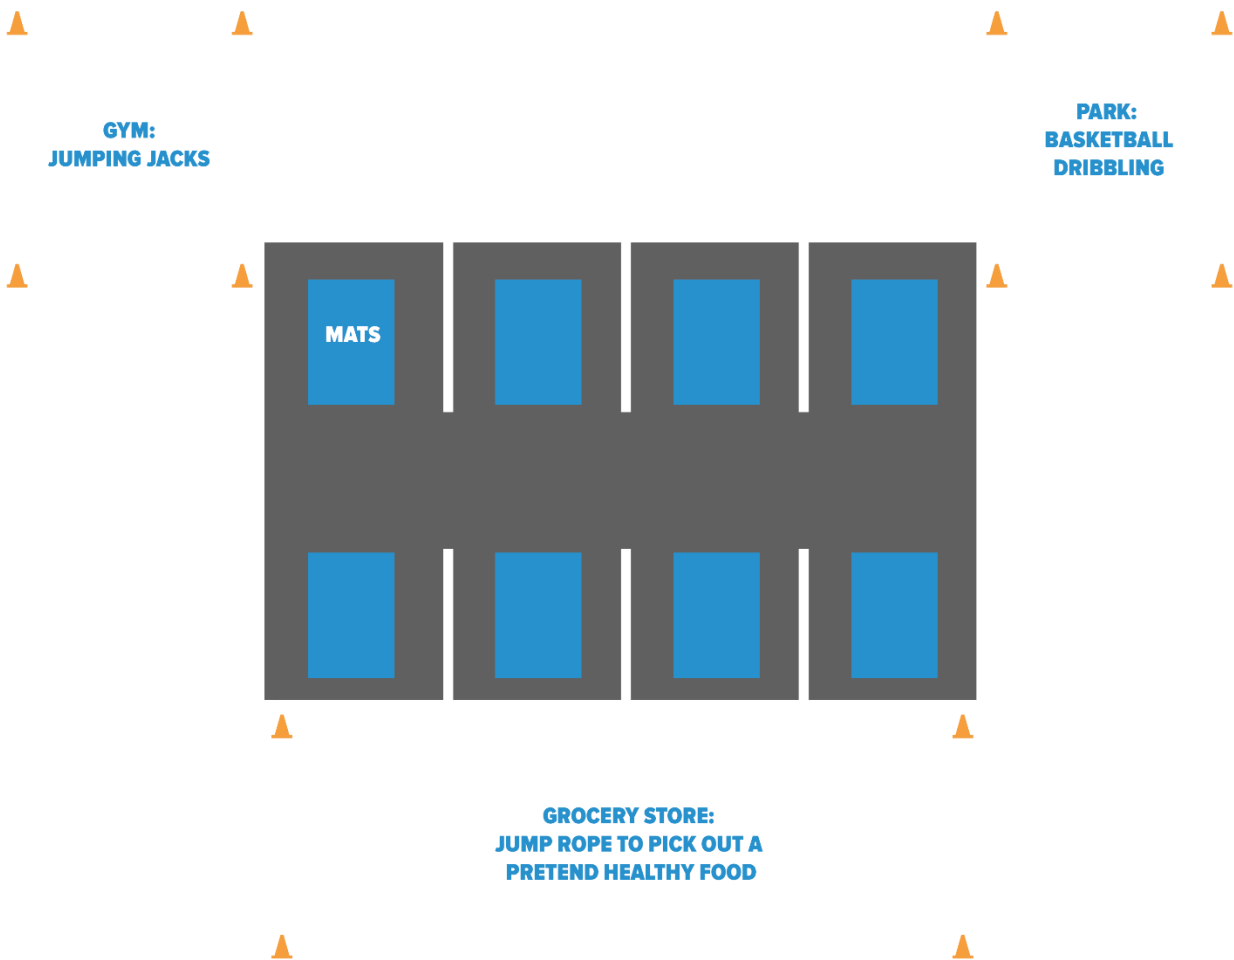 GYM:
JUMPING JACKS
PARK:
BASKETBALL
DRIBBLING
MATS
GROCERY STORE:
JUMP ROPE TO PICK OUT A
PRETEND HEALTHY FOOD